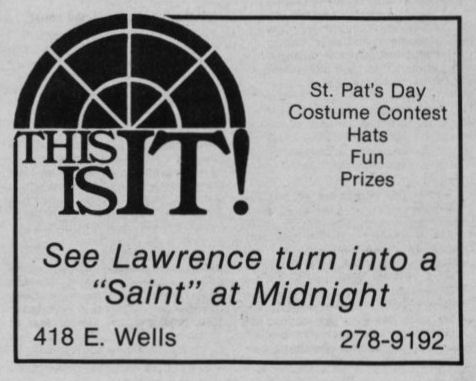 THIS
IS IT!
St. Pat's Day
Costume Contest
Hats
Fun
Prizes
See Lawrence turn into a
“Saint” at Midnight
418 E. Wells
278-9192